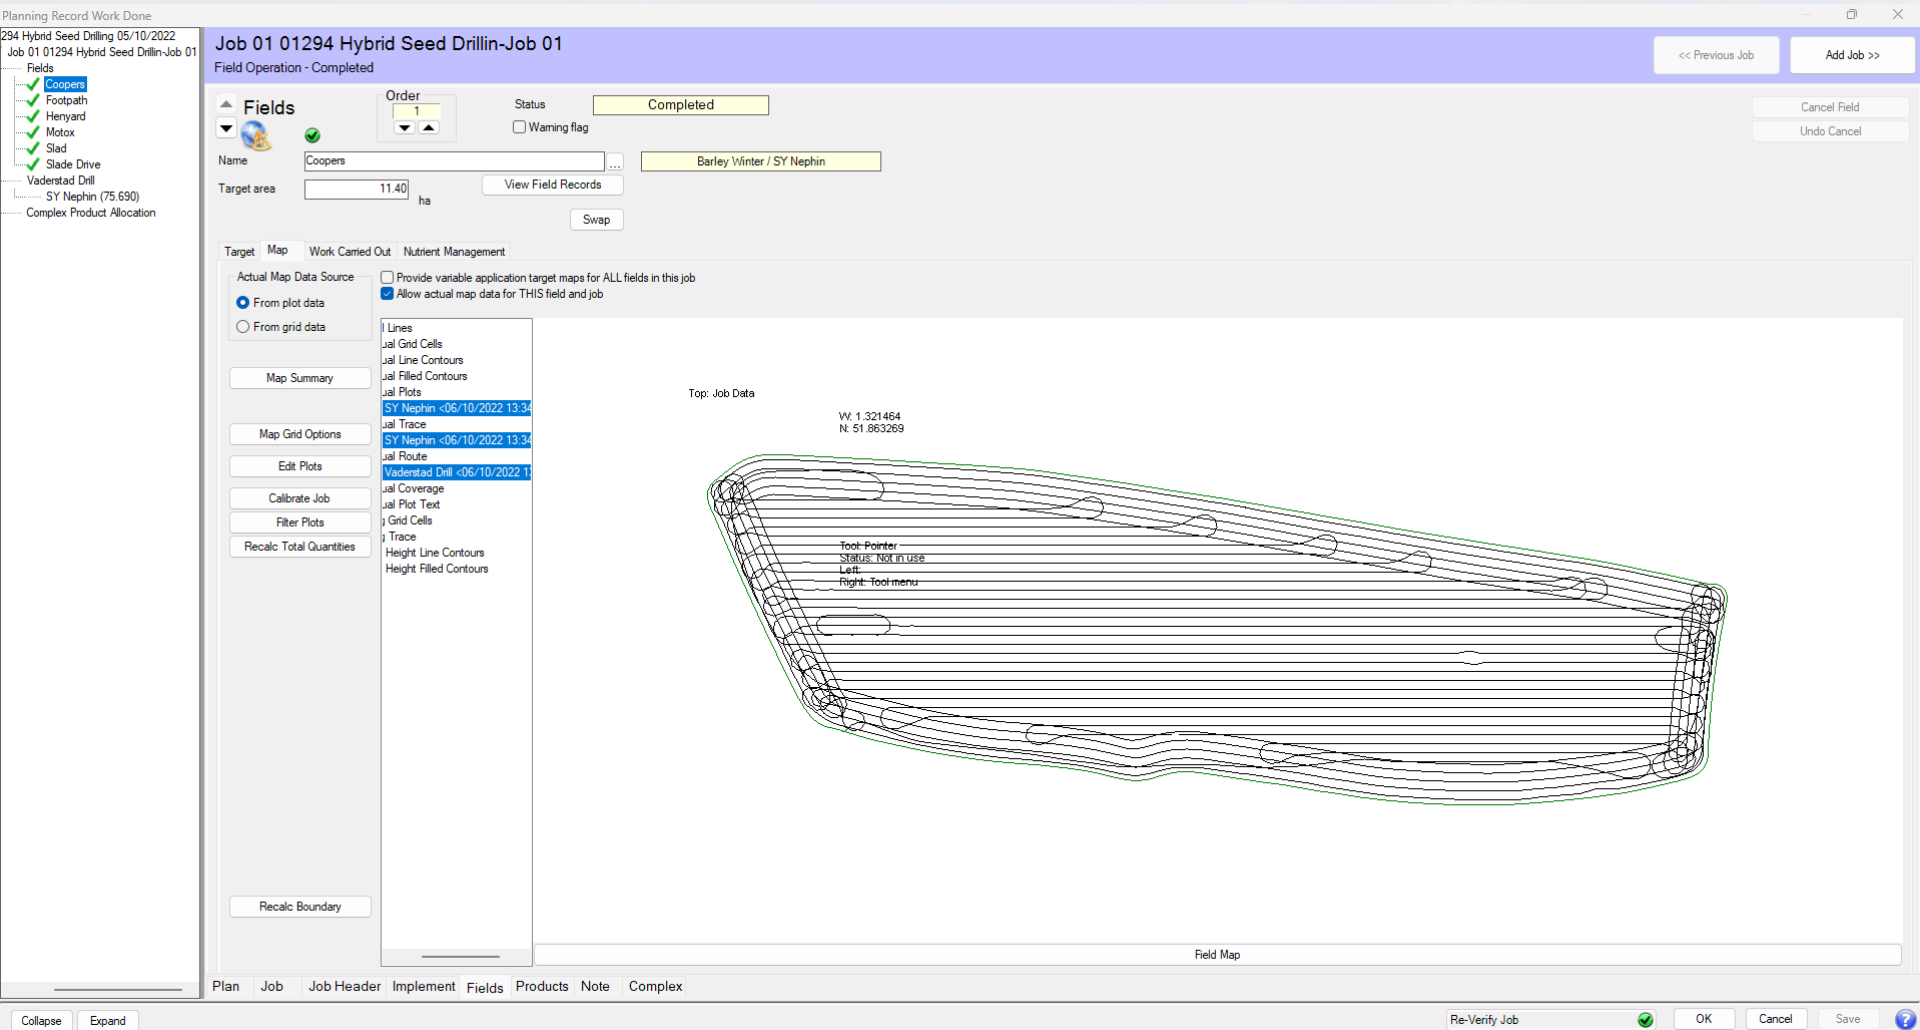 Planning Record Work Done
294 Hybrid Seed Drilling 05/10/2022
Job 01 01294 Hybrid Seed Drillin-Job 01
Fields
Coopers
Footpath
Henyard
Motox
Slad
Slade Drive
Vaderstad Drill
SY Nephin (75.690)
Complex Product Allocation
Job 01 01294 Hybrid Seed Drillin-Job 01
Field Operation - Completed
<< Previous Job
Add Job >>
Fields
Order
1
Status
Completed
Warning flag
Cancel Field
Undo Cancel
Name
Coopers
...
Barley Winter / SY Nephin
Target area
11.40
ha
View Field Records
Swap
Target
Map
Work Carried Out
Nutrient Management
Actual Map Data Source
From plot data
From grid data
Provide variable application target maps for ALL fields in this job
Allow actual map data for THIS field and job
Map Summary
Map Grid Options
Edit Plots
Calibrate Job
Filter Plots
Recalc Total Quantities
Recalc Boundary
l Lines
ual Grid Cells
ual Line Contours
ual Filled Contours
ual Plots
SY Nephin <06/10/2022 13:34
ual Trace
SY Nephin <06/10/2022 13:34
ual Route
Vaderstad Drill <06/10/2022 1
ual Coverage
ual Plot Text
g Grid Cells
g Trace
Height Line Contours
Height Filled Contours
Top: Job Data
W: 1.321464
N: 51.863269
Tool: Pointer
Status: Not in use
Left:
Right: Tool menu
Field Map
Plan
Job
Job Header
Implement
Fields
Products
Note
Complex
Collapse
Expand
Re-Verify Job
OK
Cancel
Save
?